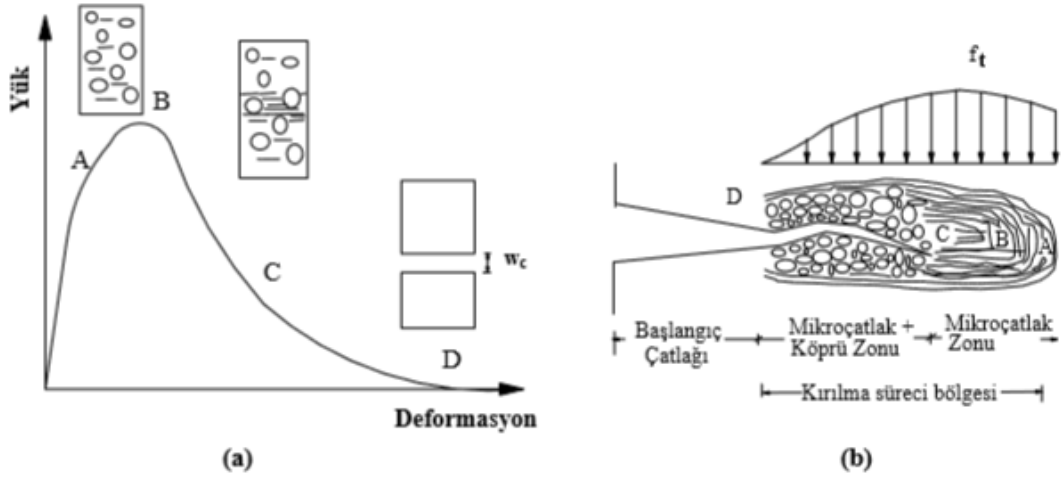 Yük
A
B
C
D
w_c
Deformasyon
(a)
f_t
D
C
B
A
Başlangıç
Çatlağı
Mikroçatlak +
Köprü Zonu
Mikroçatlak
Zonu
Kırılma süreci bölgesi
(b)